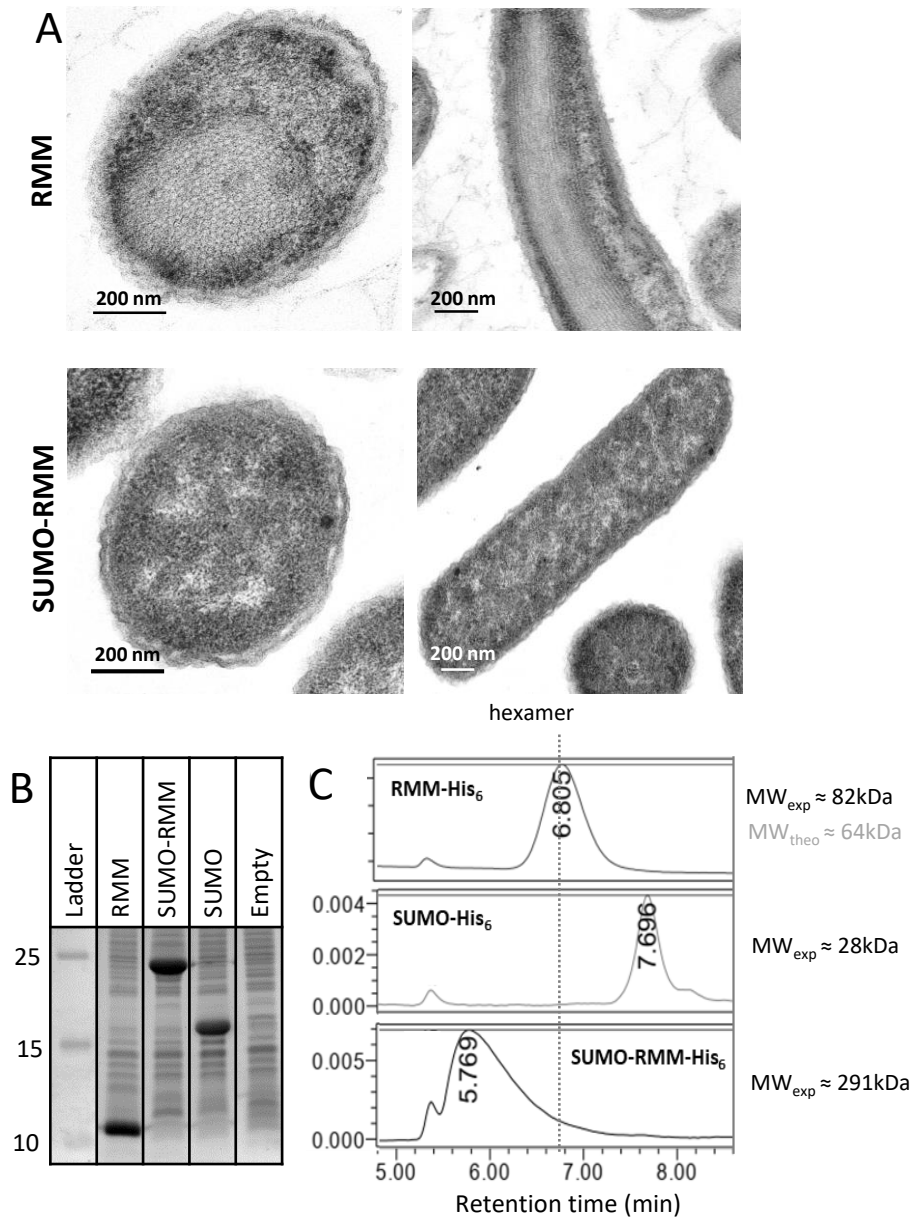 A
RMM
200 nm
200 nm
SUMO-RMM
200 nm
200 nm
hexamer
B
Ladder
RMM
SUMO-RMM
SUMO
Empty
25
15
10
C
RMM-His6
6.805
MWexp ≈ 82kDa
MWtheo ≈ 64kDa
0.004
0.002
0.000
SUMO-His6
7.696
MWexp ≈ 28kDa
0.005
0.000
5.769
SUMO-RMM-His6
MWexp ≈ 291kDa
5.00 6.00 7.00 8.00
Retention time (min)